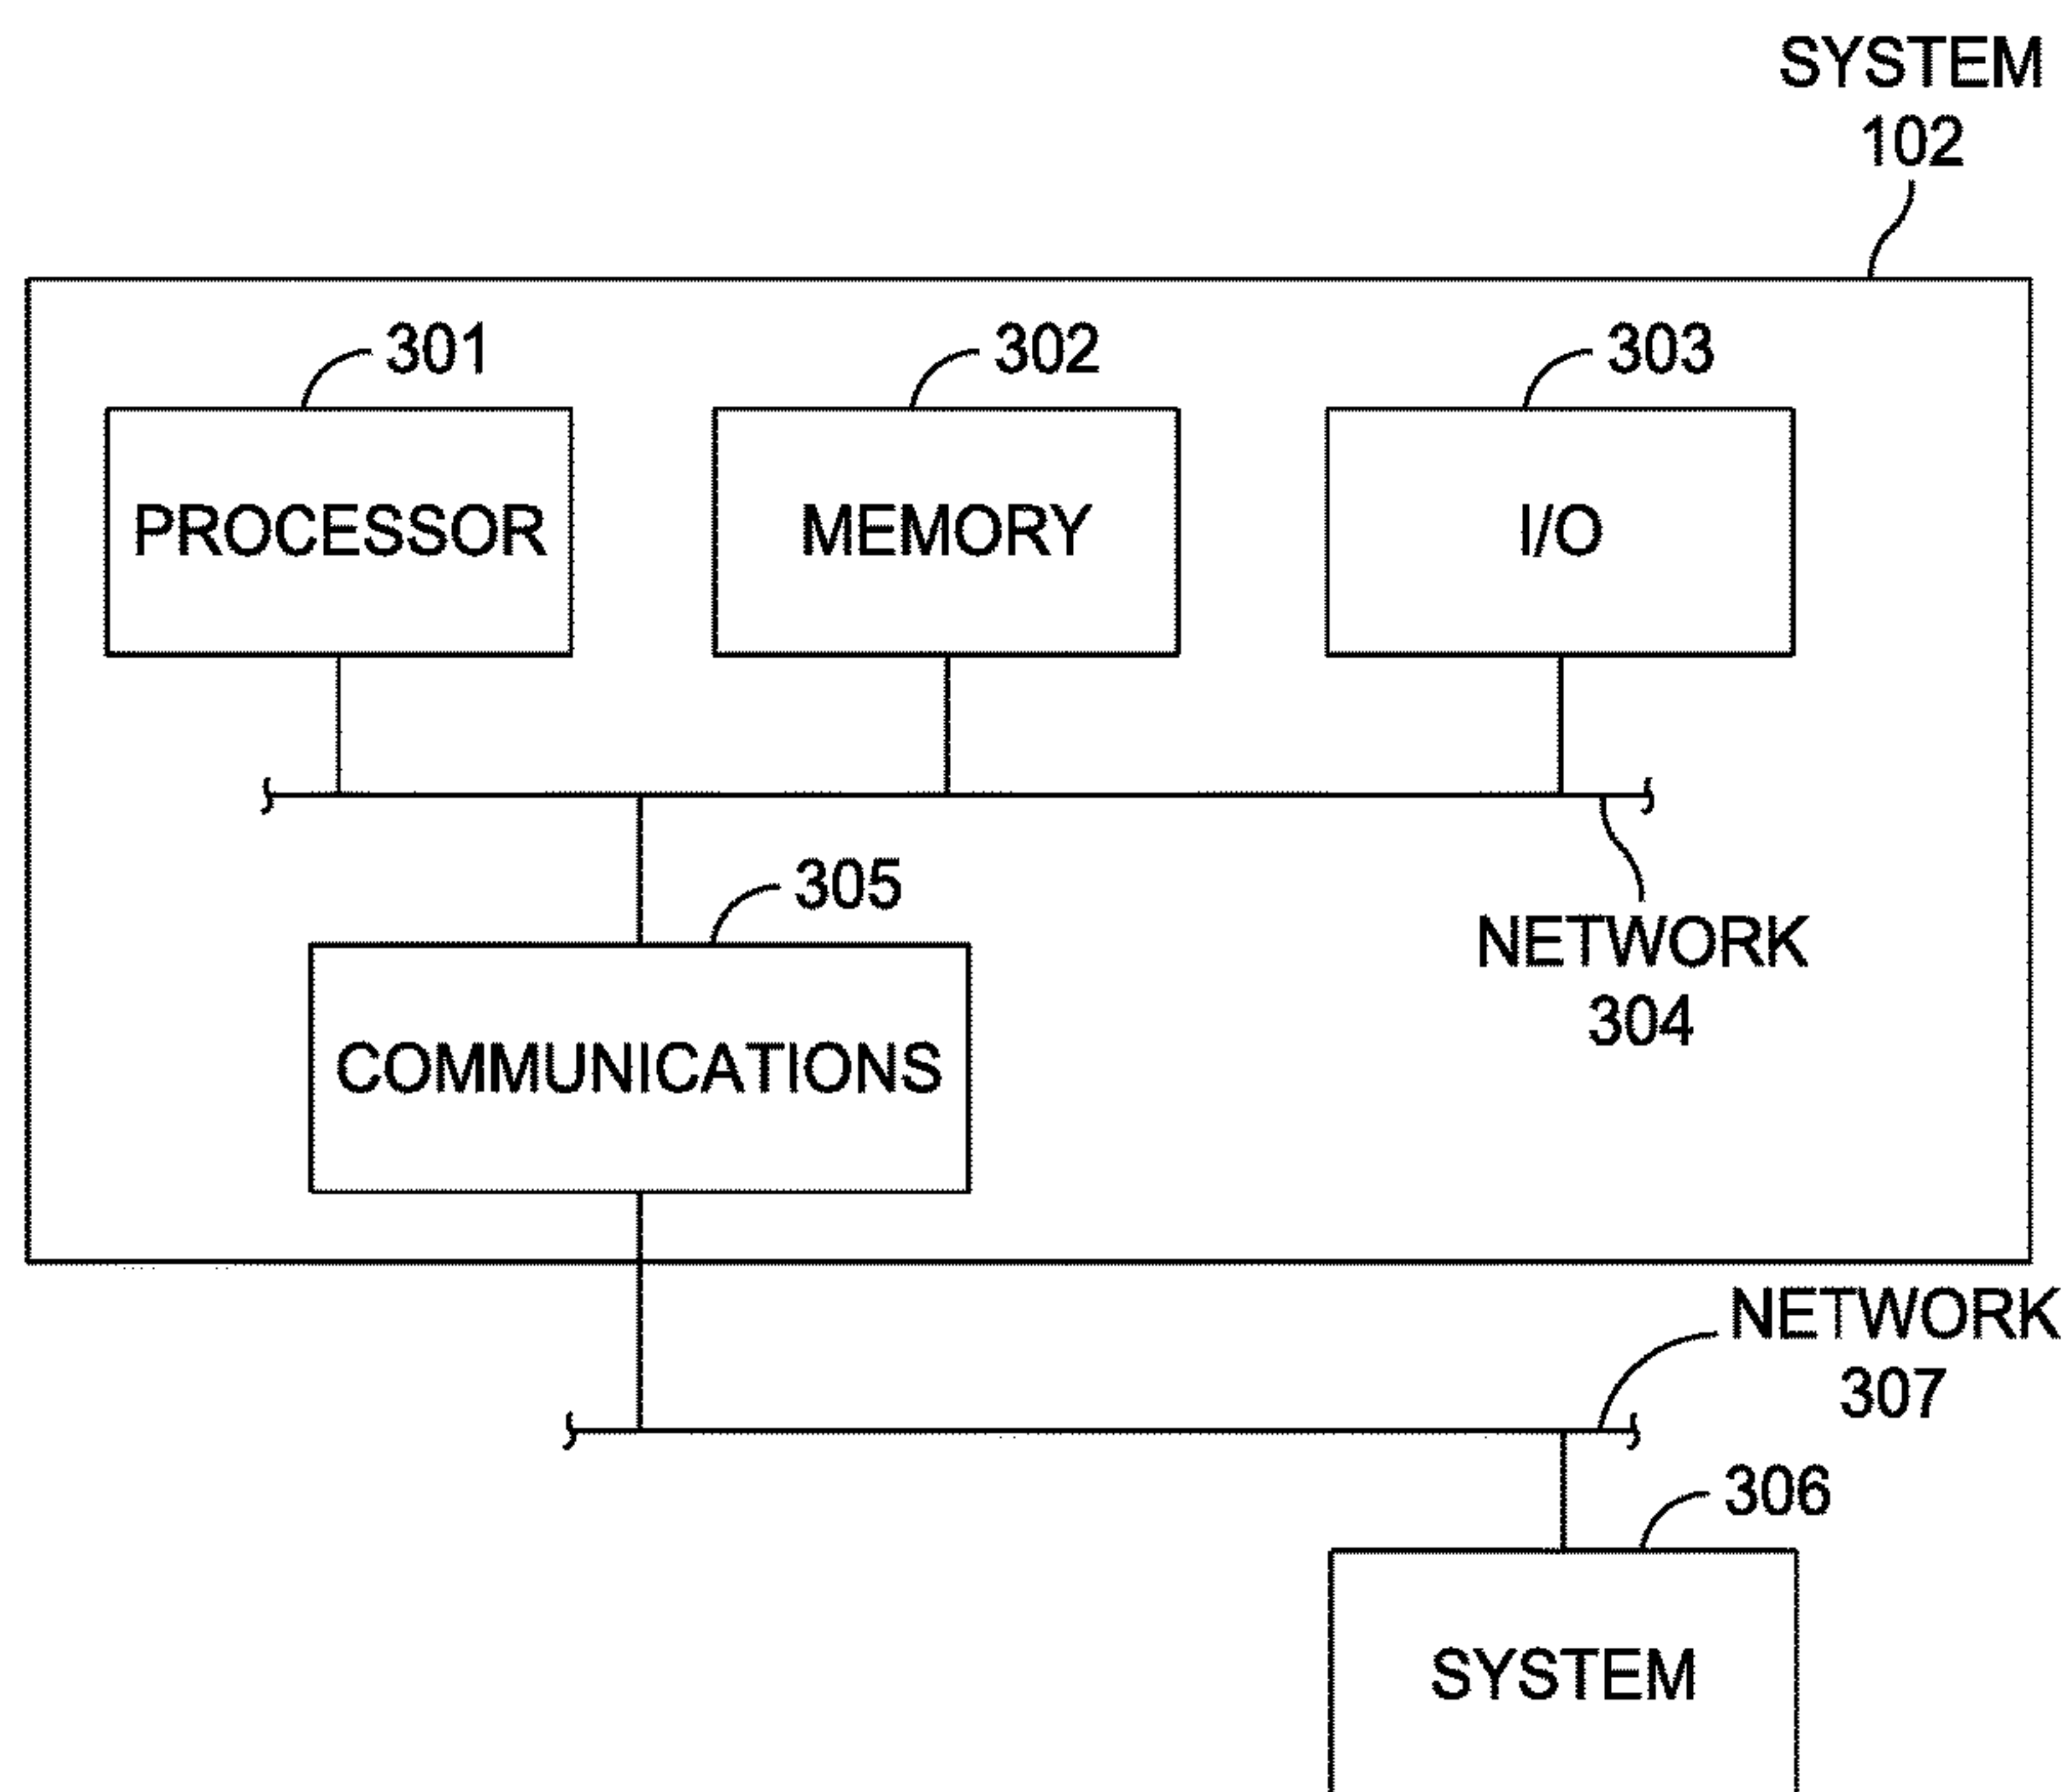 SYSTEM
102
301
302
303
PROCESSOR
MEMORY
I/O
305
NETWORK
304
COMMUNICATIONS
NETWORK
307
306
SYSTEM